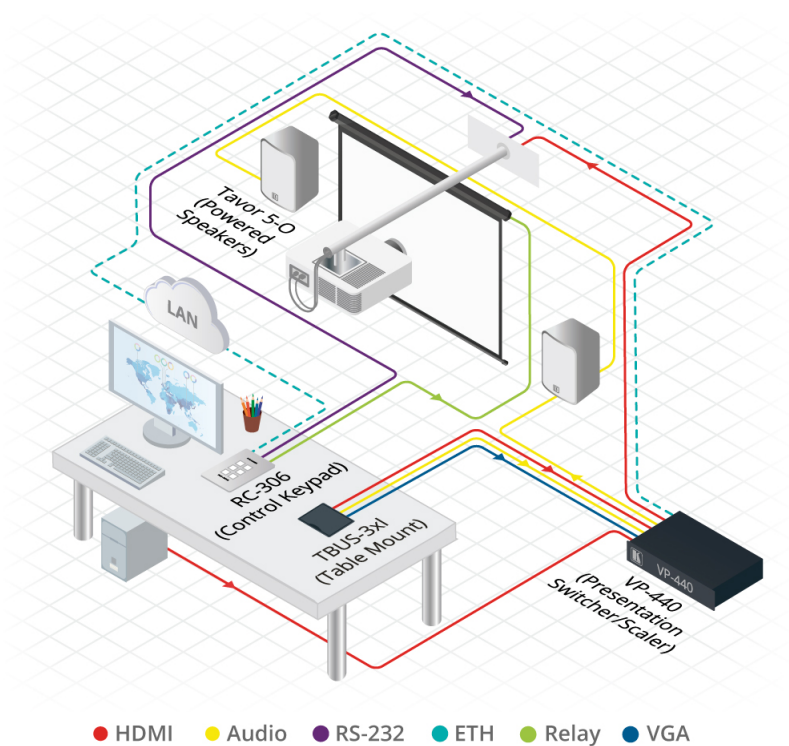 Tavor 5-O
(Powered
Speakers)
LAN
RC-306
(Control Keypad)
TBUS-3xl
(Table Mount)
VP-440
VP-440
(Presentation
Switcher/Scaler)
HDMI
Audio
RS-232
ETH
Relay
VGA